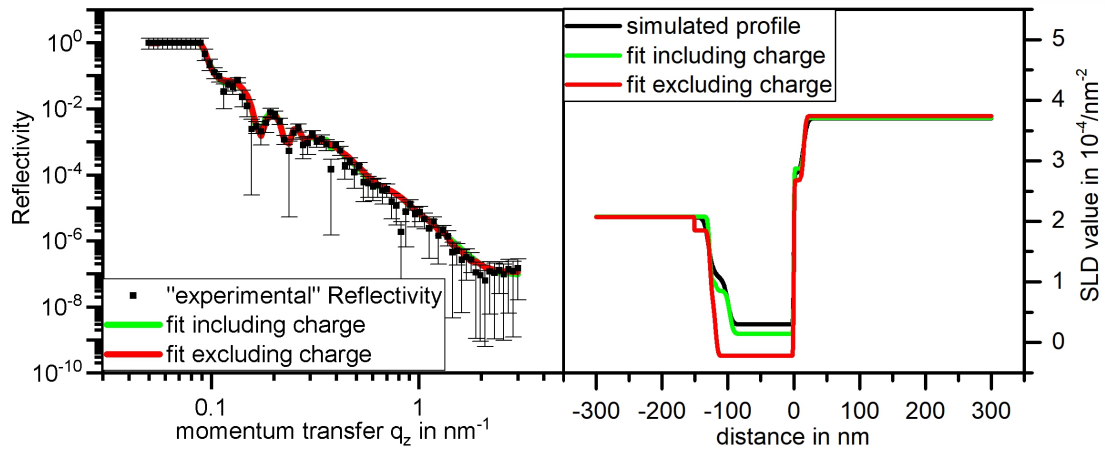 Reflectivity
10⁰
10⁻²
10⁻⁴
10⁻⁶
10⁻⁸
10⁻¹⁰
"experimental" Reflectivity
fit including charge
fit excluding charge
0.1 1
momentum transfer q_z in nm⁻¹
simulated profile
fit including charge
fit excluding charge
5
4
3
2
1
0
SLD value in 10⁻⁴/nm⁻²
-300 -200 -100 0 100 200 300
distance in nm